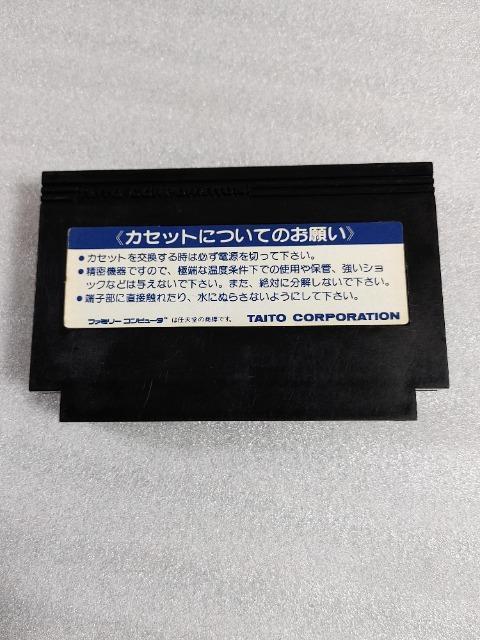 《カセットについてのお願い》
●カセットを交換する時は必ず電源を切って下さい。
●精密機器ですので、極端な温度条件下での使用や保管、強いショ
ックなどは与えないで下さい。また、絶対に分解しないで下さい。
●端子部に直接触れたり、水にぬらさないようにして下さい。
ファミリーコンピュータ™は任天堂の商標です。 TAITO CORPORATION